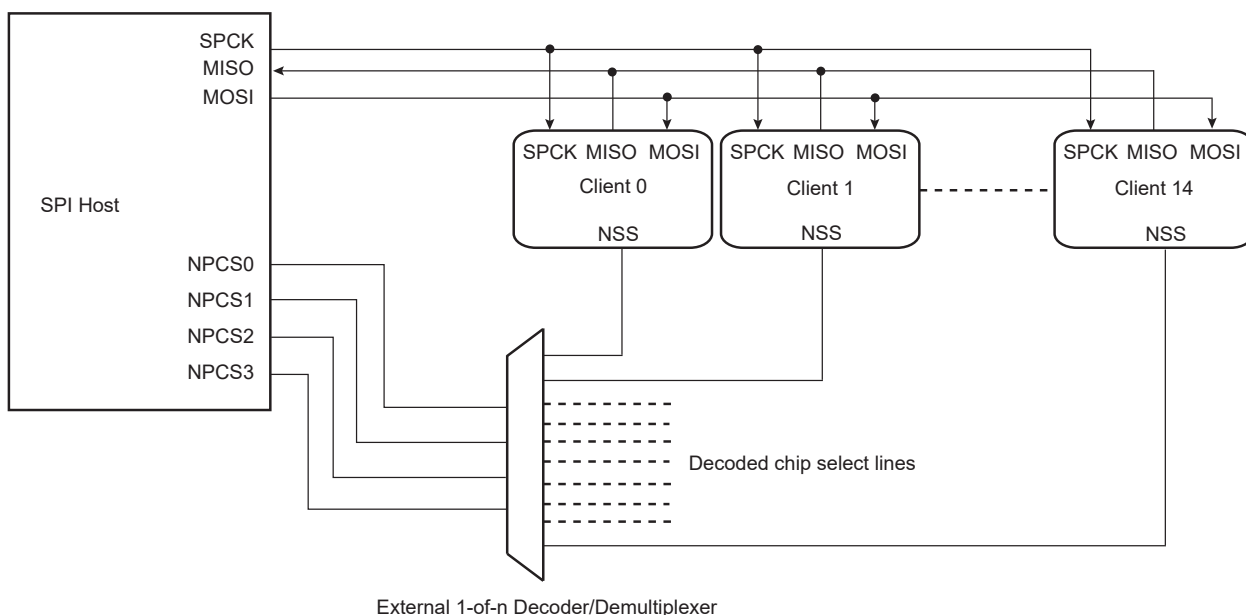 SPI Host
SPCK
MISO
MOSI
NPCS0
NPCS1
NPCS2
NPCS3
SPCK MISO MOSI
Client 0
NSS
SPCK MISO MOSI
Client 1
NSS
SPCK MISO MOSI
Client 14
NSS
Decoded chip select lines
External 1-of-n Decoder/Demultiplexer